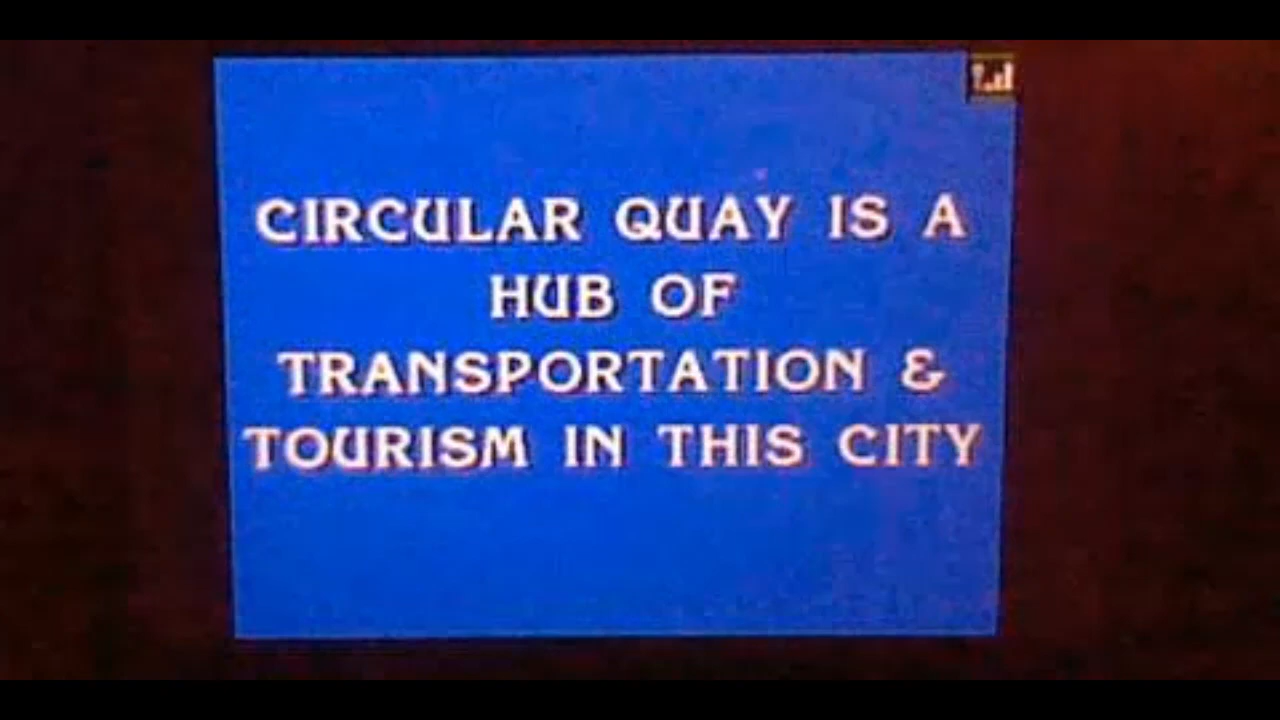 CIRCULAR QUAY IS A
HUB OF
TRANSPORTATION &
TOURISM IN THIS CITY